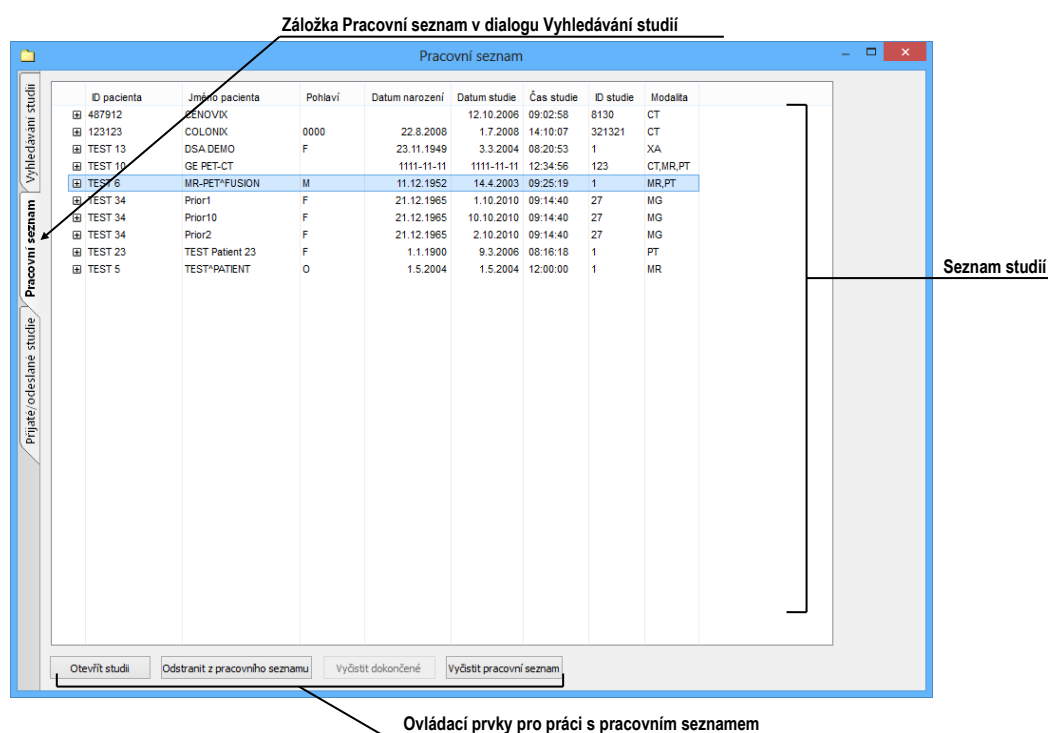 Záložka Pracovní seznam v dialogu Vyhledávání studií
Pracovní seznam
Vyhledávání studií
Pracovní seznam
Přijaté/odeslané studie
ID pacienta Jméno pacienta Pohlaví Datum narození Datum studie Čas studie ID studie Modalita
487912 CENOVIX 12.10.2006 09:02:58 8130 CT
123123 COLONIX 0000 22.8.2008 1.7.2008 14:10:07 321321 CT
TEST 13 DSA DEMO F 23.11.1949 3.3.2004 08:20:53 1 XA
TEST 10 GE PET-CT 1111-11-11 1111-11-11 12:34:56 123 CT,MR,PT
TEST 6 MR-PET^FUSION M 11.12.1952 14.4.2003 09:25:19 1 MR,PT
TEST 34 Prior1 F 21.12.1965 1.10.2010 09:14:40 27 MG
TEST 34 Prior10 F 21.12.1965 10.10.2010 09:14:40 27 MG
TEST 34 Prior2 F 21.12.1965 2.10.2010 09:14:40 27 MG
TEST 23 TEST Patient 23 F 1.1.1900 9.3.2006 08:16:18 1 PT
TEST 5 TEST^PATIENT O 1.5.2004 1.5.2004 12:00:00 1 MR
Seznam studií
Otevřít studii Odstranit z pracovního seznamu Vyčistit dokončené Vyčistit pracovní seznam
Ovládací prvky pro práci s pracovním seznamem